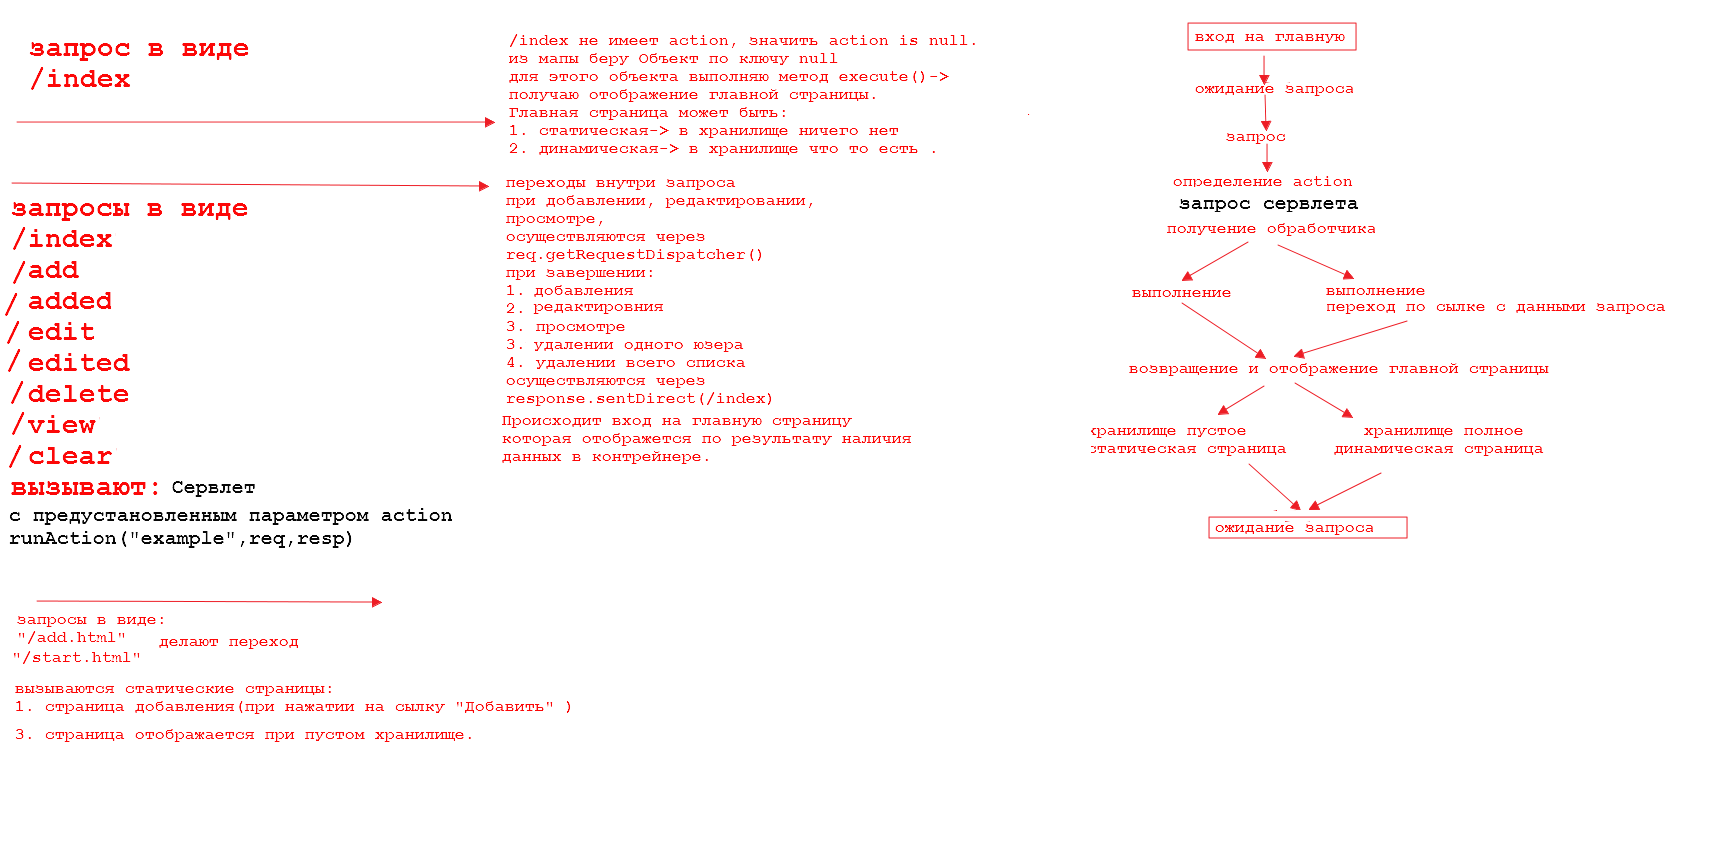 запрос в виде
/index
/index не имеет action, значить action is null.
из мапы беру Объект по ключу null
для этого объекта выполняю метод execute()->
получаю отображение главной страницы.
Главная страница может быть:
1. статическая-> в хранилище ничего нет
2. динамическая-> в хранилище что то есть .
запросы в виде
/index
/add
/added
/edit
/edited
/delete
/view
/clear
вызывают: Сервлет
с предустановленным параметром action
runAction("example",req,resp)
переходы внутри запроса
при добавлении, редактировании,
просмотре,
осуществляются через
req.getRequestDispatcher()
при завершении:
1. добавления
2. редактировния
3. просмотре
3. удалении одного юзера
4. удалении всего списка
осуществляются через
response.sentDirect(/index)
Происходит вход на главную страницу
которая отображется по результату наличия
данных в контрейнере.
запросы в виде:
"/add.html" делают переход
"/start.html"
вызываются статические страницы:
1. страница добавления(при нажатии на сылку "Добавить" )
3. страница отображается при пустом хранилище.
вход на главную
ожидание запроса
запрос
определение action
запрос сервлета
получение обработчика
выполнение
выполнение
переход по сылке с данными запроса
возвращение и отображение главной страницы
хранилище пустое
статическая страница
хранилище полное
динамическая страница
ожидание запроса